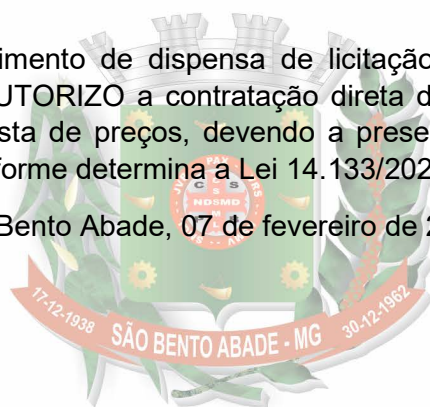 imento de dispensa de licitação
UTORIZO a contratação direta d
sta de preços, devendo a prese
forme determina a Lei 14.133/202
Bento Abade, 07 de fevereiro de 2
C S
NDSMD
17-12-1938 SÃO BENTO ABADE - MG 30-12-1962